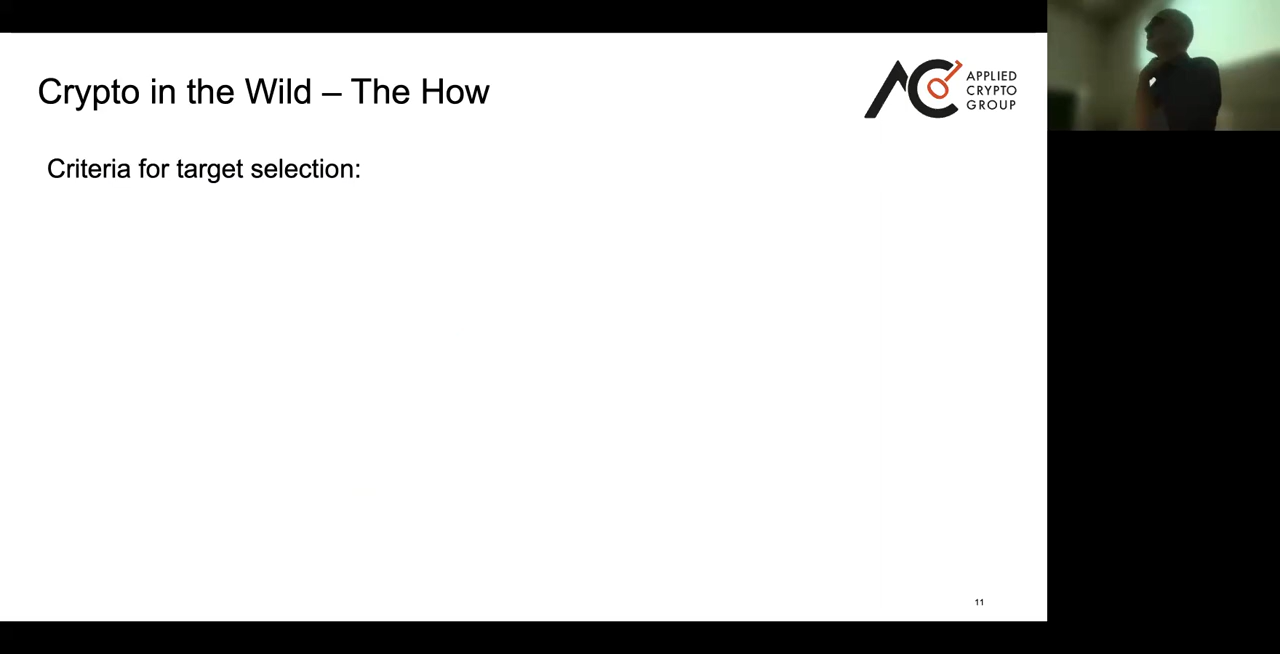 Crypto in the Wild – The How
APPLIED
CRYPTO
GROUP
Criteria for target selection:
11